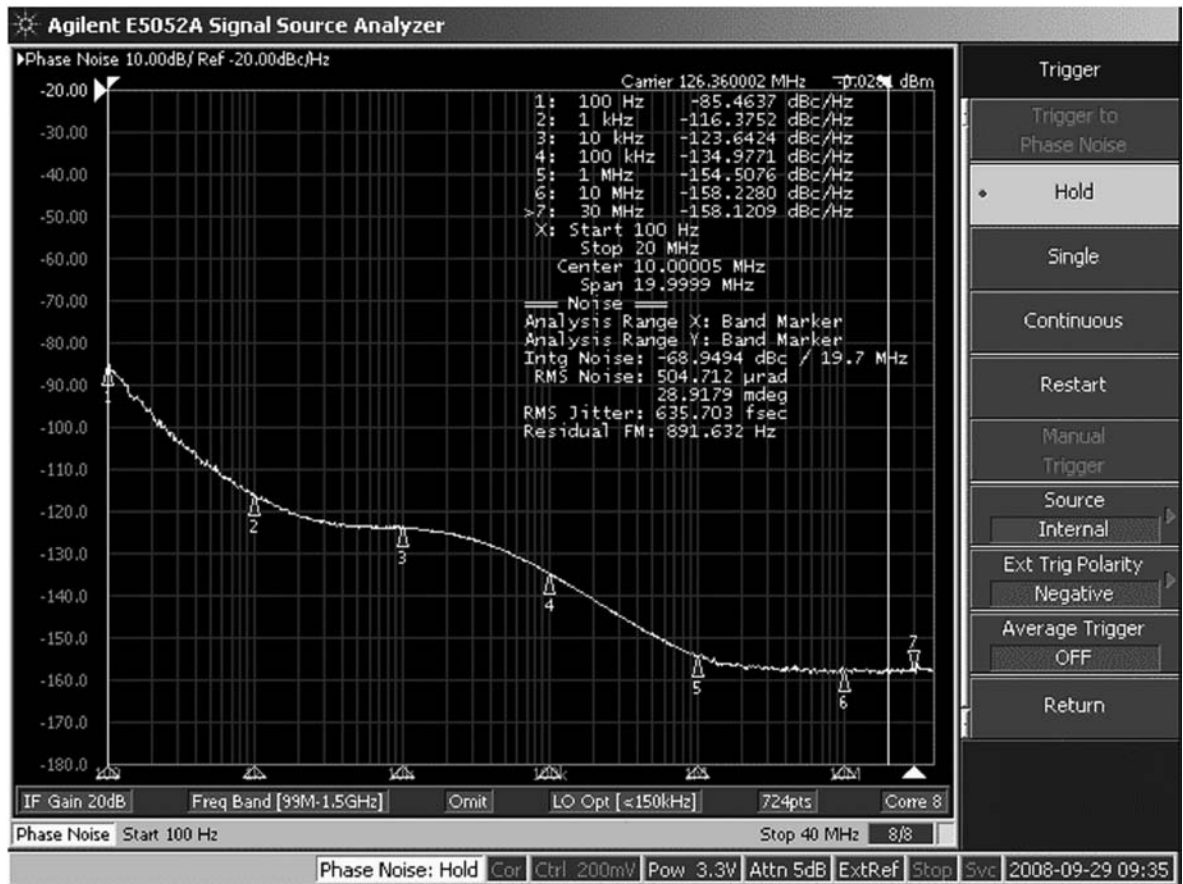 Agilent E5052A Signal Source Analyzer
▶Phase Noise 10.00dB/ Ref -20.00dBc/Hz
Carrier 126.360002 MHz dBm
1: 100 Hz -85.4637 dBc/Hz
2: 1 kHz -116.3752 dBc/Hz
3: 10 kHz -123.6424 dBc/Hz
4: 100 kHz -134.9771 dBc/Hz
5: 1 MHz -154.5076 dBc/Hz
6: 10 MHz -158.2280 dBc/Hz
>7: 30 MHz -158.1209 dBc/Hz
X: Start 100 Hz
Stop 20 MHz
Center 10.00005 MHz
Span 19.9999 MHz
=== Noise ===
Analysis Range X: Band Marker
Analysis Range Y: Band Marker
Intg Noise: -68.9494 dBc / 19.7 MHz
RMS Noise: 504.712 µrad
28.9179 mdeg
RMS Jitter: 635.703 fsec
Residual FM: 891.632 Hz
-20.00
-30.00
-40.00
-50.00
-60.00
-70.00
-80.00
-90.00
-100.0
-110.0
-120.0
-130.0
-140.0
-150.0
-160.0
-170.0
-180.0
1
2
3
4
5
6
7
10M
IF Gain 20dB
Freq Band [99M-1.5GHz]
Omit
LO Opt [<150kHz]
724pts
Corre 8
Phase Noise Start 100 Hz
Stop 40 MHz 8/8
Phase Noise: Hold Cor Ctrl 200mV Pow 3.3V Attn 5dB ExtRef Stop Svc 2008-09-29 09:35
Trigger
Trigger to
Phase Noise
Hold
Single
Continuous
Restart
Manual
Trigger
Source
Internal
Ext Trig Polarity
Negative
Average Trigger
OFF
Return